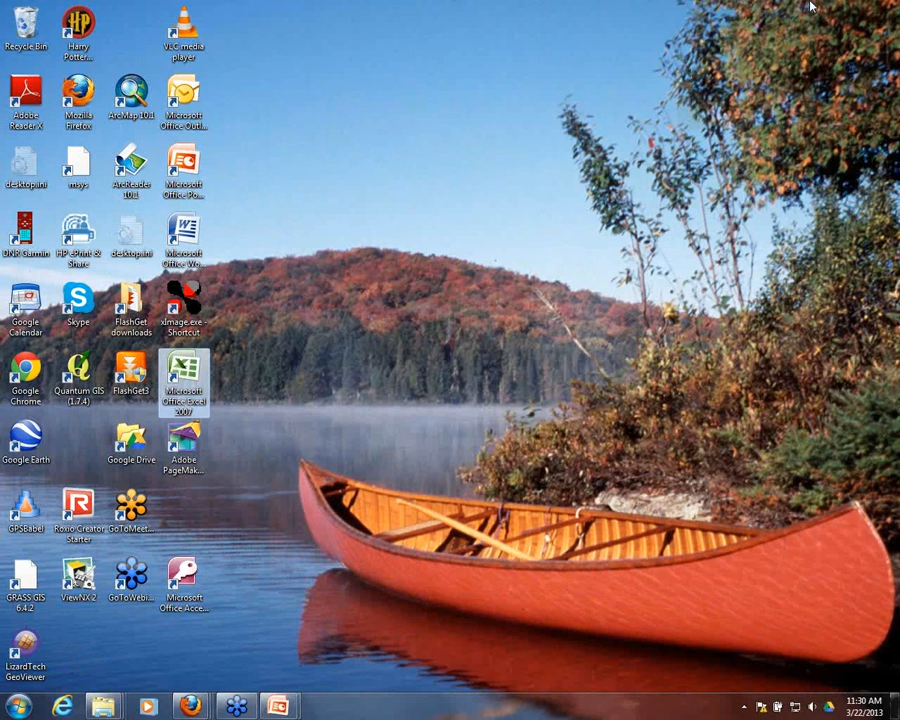 Recycle Bin
HP
Harry
Potter...
VLC media
player
Adobe
Reader X
Mozilla
Firefox
ArcMap 10.1
Microsoft
Office Outl...
desktop.ini
msys
ArcReader
10.1
Microsoft
Office Po...
DNR Garmin
HP ePrint &
Share
desktop.ini
Microsoft
Office Wo...
Google
Calendar
Skype
FlashGet
downloads
xImage.exe -
Shortcut
Google
Chrome
Quantum GIS
(1.7.4)
FlashGet3
Microsoft
Office Excel
2007
Google Earth
Google Drive
Adobe
PageMak...
GPSBabel
Roxio Creator
Starter
GoToMeet...
GRASS GIS
6.4.2
ViewNX 2
GoToWebi...
Microsoft
Office Acce...
LizardTech
GeoViewer
11:30 AM
3/22/2013